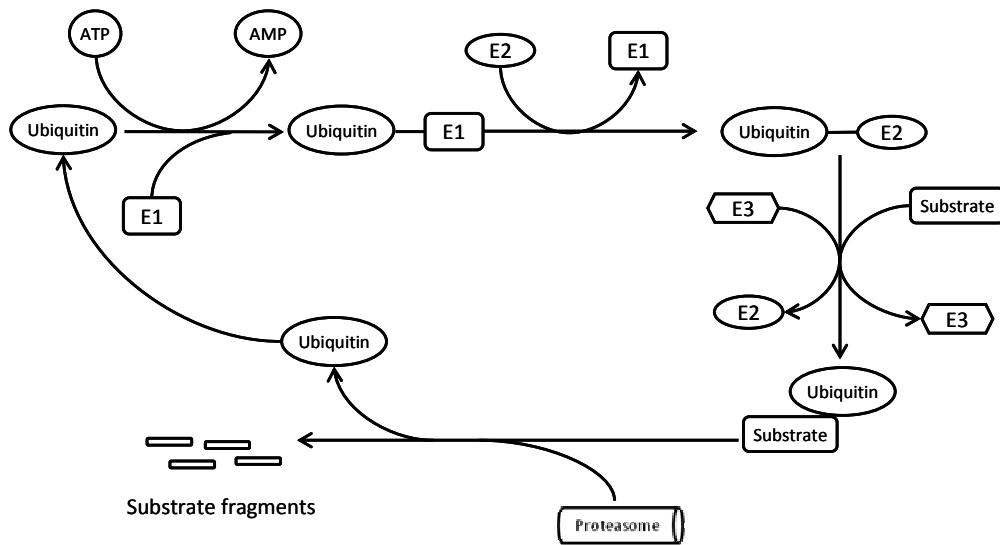 ATP
AMP
E2
E1
Ubiquitin
Ubiquitin
E1
Ubiquitin
E2
E1
E3
Substrate
E2
E3
Ubiquitin
Ubiquitin
Substrate
Substrate fragments
Proteasome